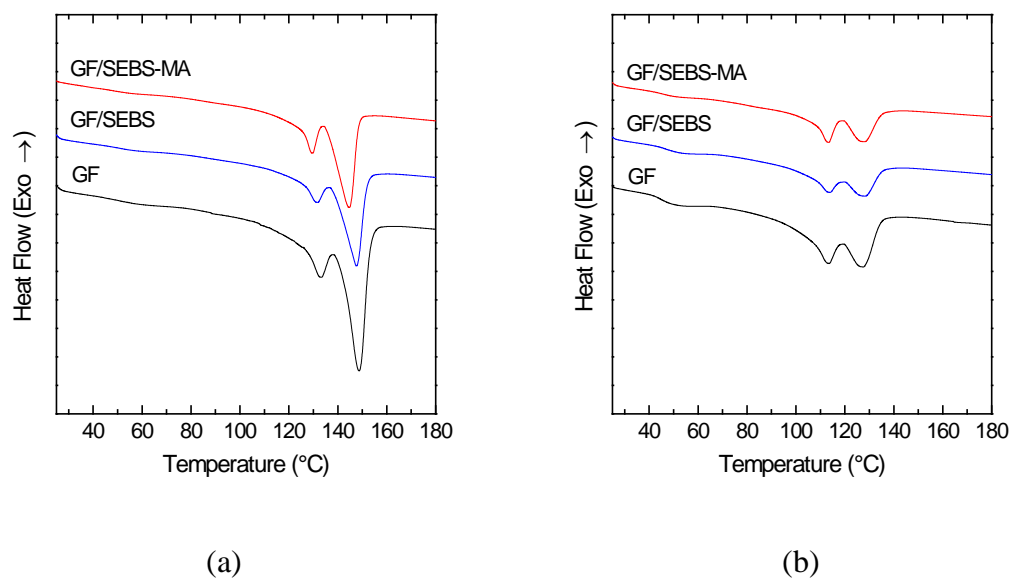 GF/SEBS-MA
GF/SEBS
GF
Heat Flow (Exo →)
40 60 80 100 120 140 160 180
Temperature (°C)
(a)
GF/SEBS-MA
GF/SEBS
GF
Heat Flow (Exo →)
40 60 80 100 120 140 160 180
Temperature (°C)
(b)